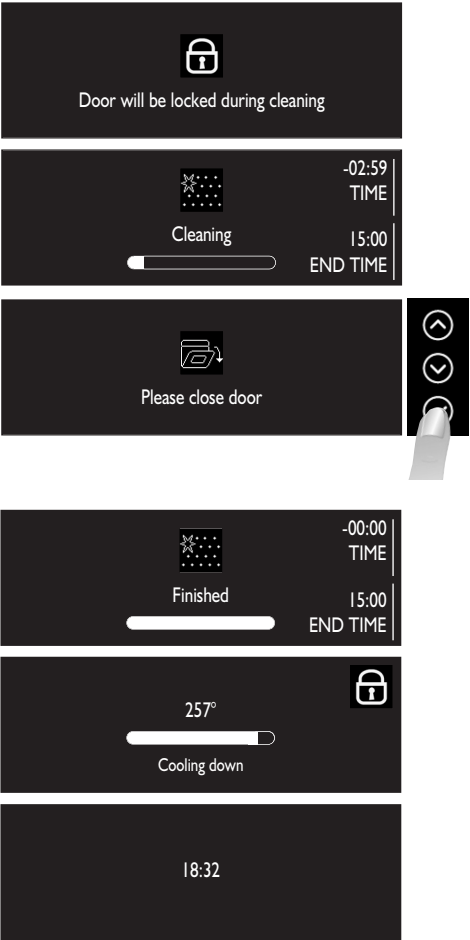 Door will be locked during cleaning
-02:59
TIME
Cleaning
15:00
END TIME
Please close door
-00:00
TIME
Finished
15:00
END TIME
257°
Cooling down
18:32